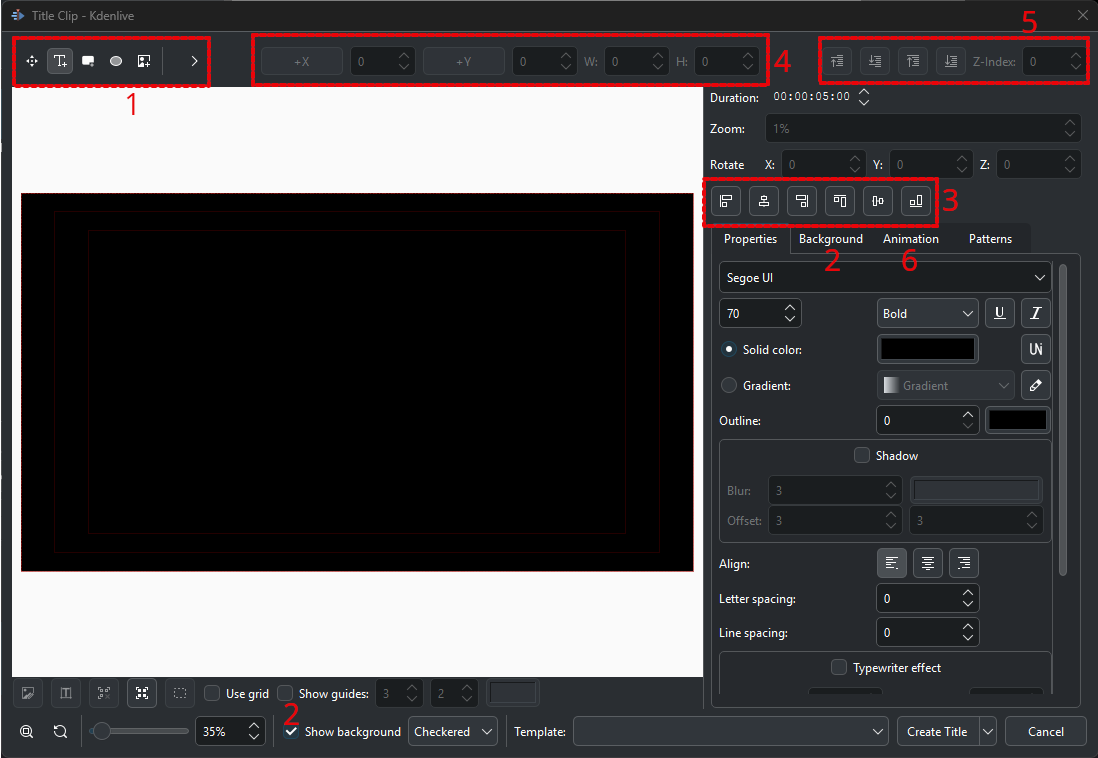 Title Clip - Kdenlive
5
+X 0 +Y 0 W: 0 H: 0 4 Z-Index: 0
1
Duration: 00:00:05:00
Zoom: 1%
Rotate X: 0 Y: 0 Z: 0
3
Properties Background Animation Patterns
2 6
Segoe UI
70 Bold U I
Solid color:
Gradient: Gradient
Outline: 0
Shadow
Blur: 3
Offset: 3 3
Align:
Letter spacing: 0
Line spacing: 0
Typewriter effect
Use grid Show guides: 3 2
2
35% Show background Checkered Template: Create Title Cancel